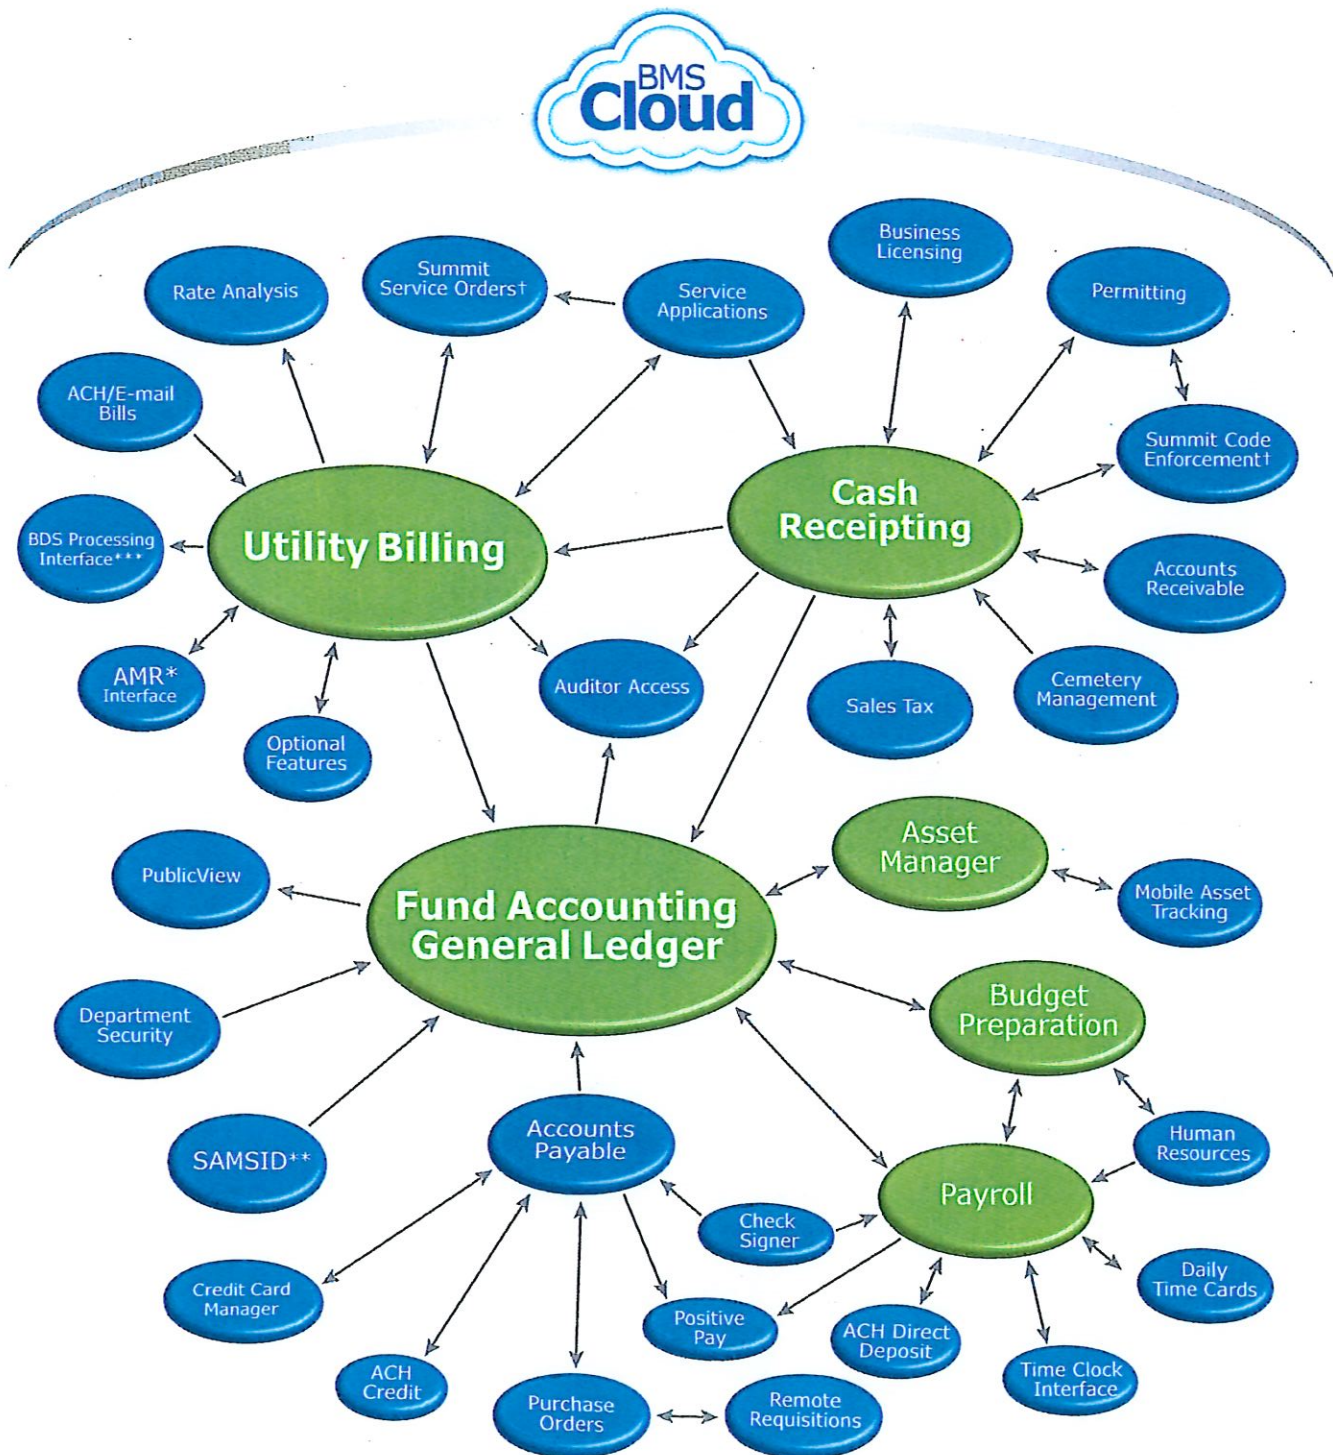 BMS
Cloud
Business
Licensing
Summit
Service Orders†
Rate Analysis
Service
Applications
Permitting
ACH/E-mail
Bills
Summit Code
Enforcement†
Cash
Receipting
Utility Billing
BDS Processing
Interface***
Accounts
Receivable
AMR*
Interface
Auditor Access
Sales Tax
Cemetery
Management
Optional
Features
Asset
Manager
PublicView
Mobile Asset
Tracking
Fund Accounting
General Ledger
Department
Security
Budget
Preparation
Accounts
Payable
Human
Resources
SAMSID**
Payroll
Check
Signer
Credit Card
Manager
Daily
Time Cards
Positive
Pay
ACH Direct
Deposit
ACH
Credit
Time Clock
Interface
Purchase
Orders
Remote
Requisitions